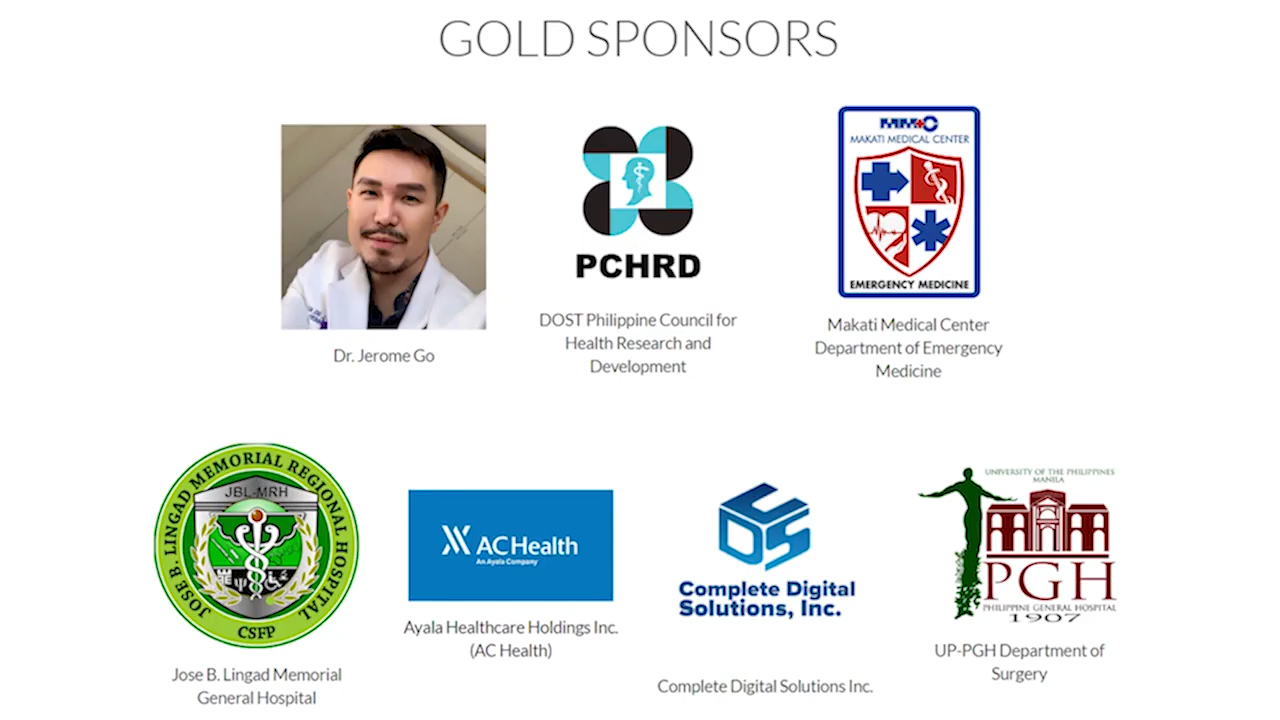 GOLD SPONSORS
MM+C
MAKATI MEDICAL CENTER
EMERGENCY MEDICINE
PCHRD
Dr. Jerome Go
DOST Philippine Council for
Health Research and
Development
Makati Medical Center
Department of Emergency
Medicine
JOSE B. LINGAD MEMORIAL REGIONAL HOSPITAL
JBL-MRH
CSFP
AC Health
An Ayala Company
CDS
Complete Digital
Solutions, Inc.
UNIVERSITY OF THE PHILIPPINES
MANILA
PGH
PHILIPPINE GENERAL HOSPITAL
1907
Jose B. Lingad Memorial
General Hospital
Ayala Healthcare Holdings Inc.
(AC Health)
Complete Digital Solutions Inc.
UP-PGH Department of
Surgery